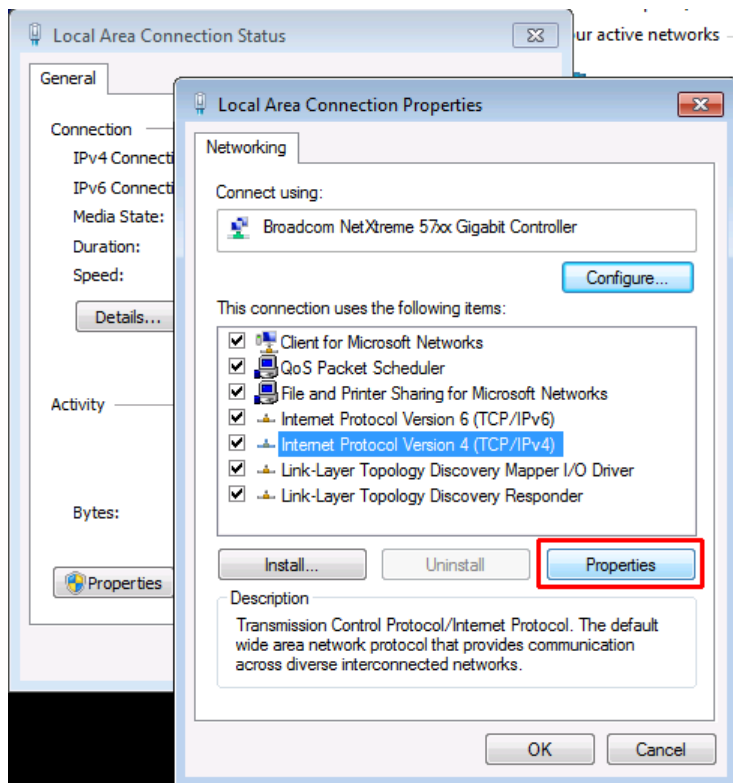 Local Area Connection Status
ur active networks
General
Connection
IPv4 Connecti
IPv6 Connecti
Media State:
Duration:
Speed:
Details...
Activity
Bytes:
Properties
Local Area Connection Properties
Networking
Connect using:
Broadcom NetXtreme 57xx Gigabit Controller
Configure...
This connection uses the following items:
Client for Microsoft Networks
QoS Packet Scheduler
File and Printer Sharing for Microsoft Networks
Internet Protocol Version 6 (TCP/IPv6)
Internet Protocol Version 4 (TCP/IPv4)
Link-Layer Topology Discovery Mapper I/O Driver
Link-Layer Topology Discovery Responder
Install...
Uninstall
Properties
Description
Transmission Control Protocol/Internet Protocol. The default
wide area network protocol that provides communication
across diverse interconnected networks.
OK
Cancel